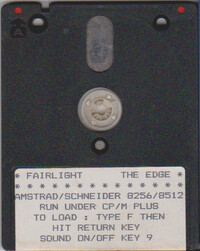 * FAIRLIGHT THE EDGE *
* * * * * * * * * * * *
AMSTRAD/SCHNEIDER 8256/8512
RUN UNDER CP/M PLUS
TO LOAD : TYPE F THEN
HIT RETURN KEY
SOUND ON/OFF KEY 9